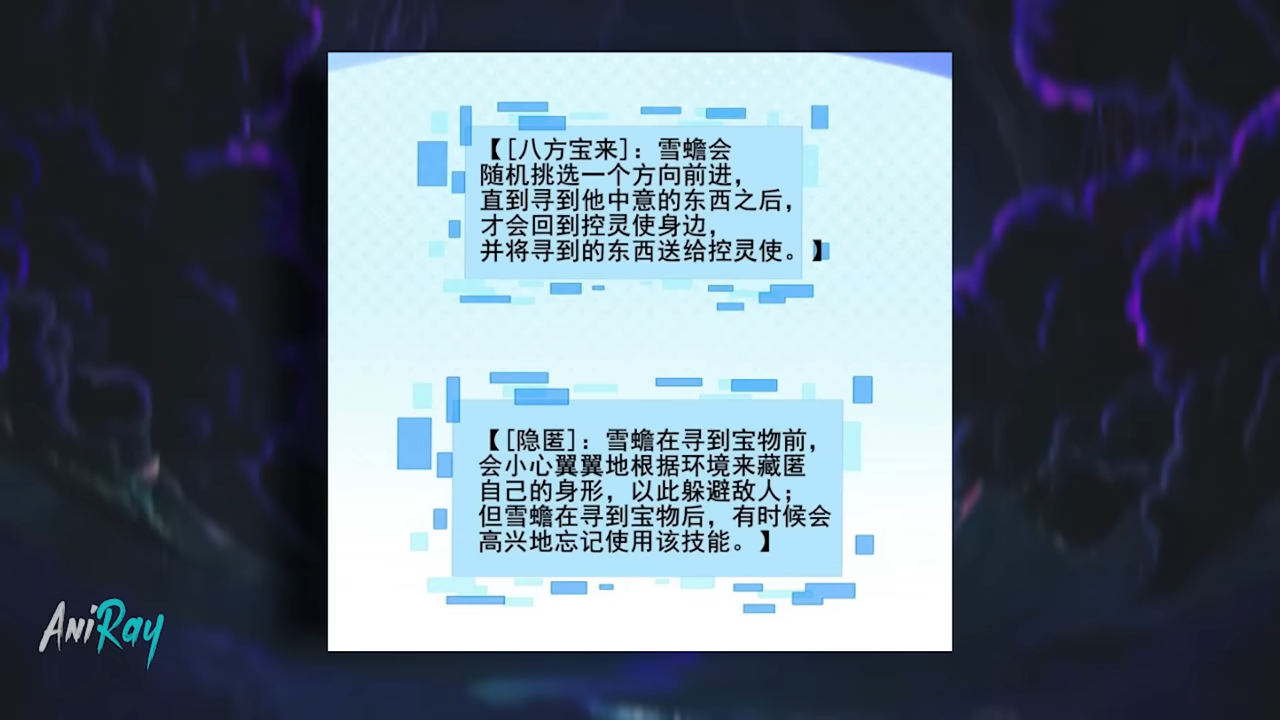 【[八方宝来]：雪蟾会
随机挑选一个方向前进，
直到寻到他中意的东西之后，
才会回到控灵使身边，
并将寻到的东西送给控灵使。】
【[隐匿]：雪蟾在寻到宝物前，
会小心翼翼地根据环境来藏匿
自己的身形，以此躲避敌人；
但雪蟾在寻到宝物后，有时候会
高兴地忘记使用该技能。】
AniRay